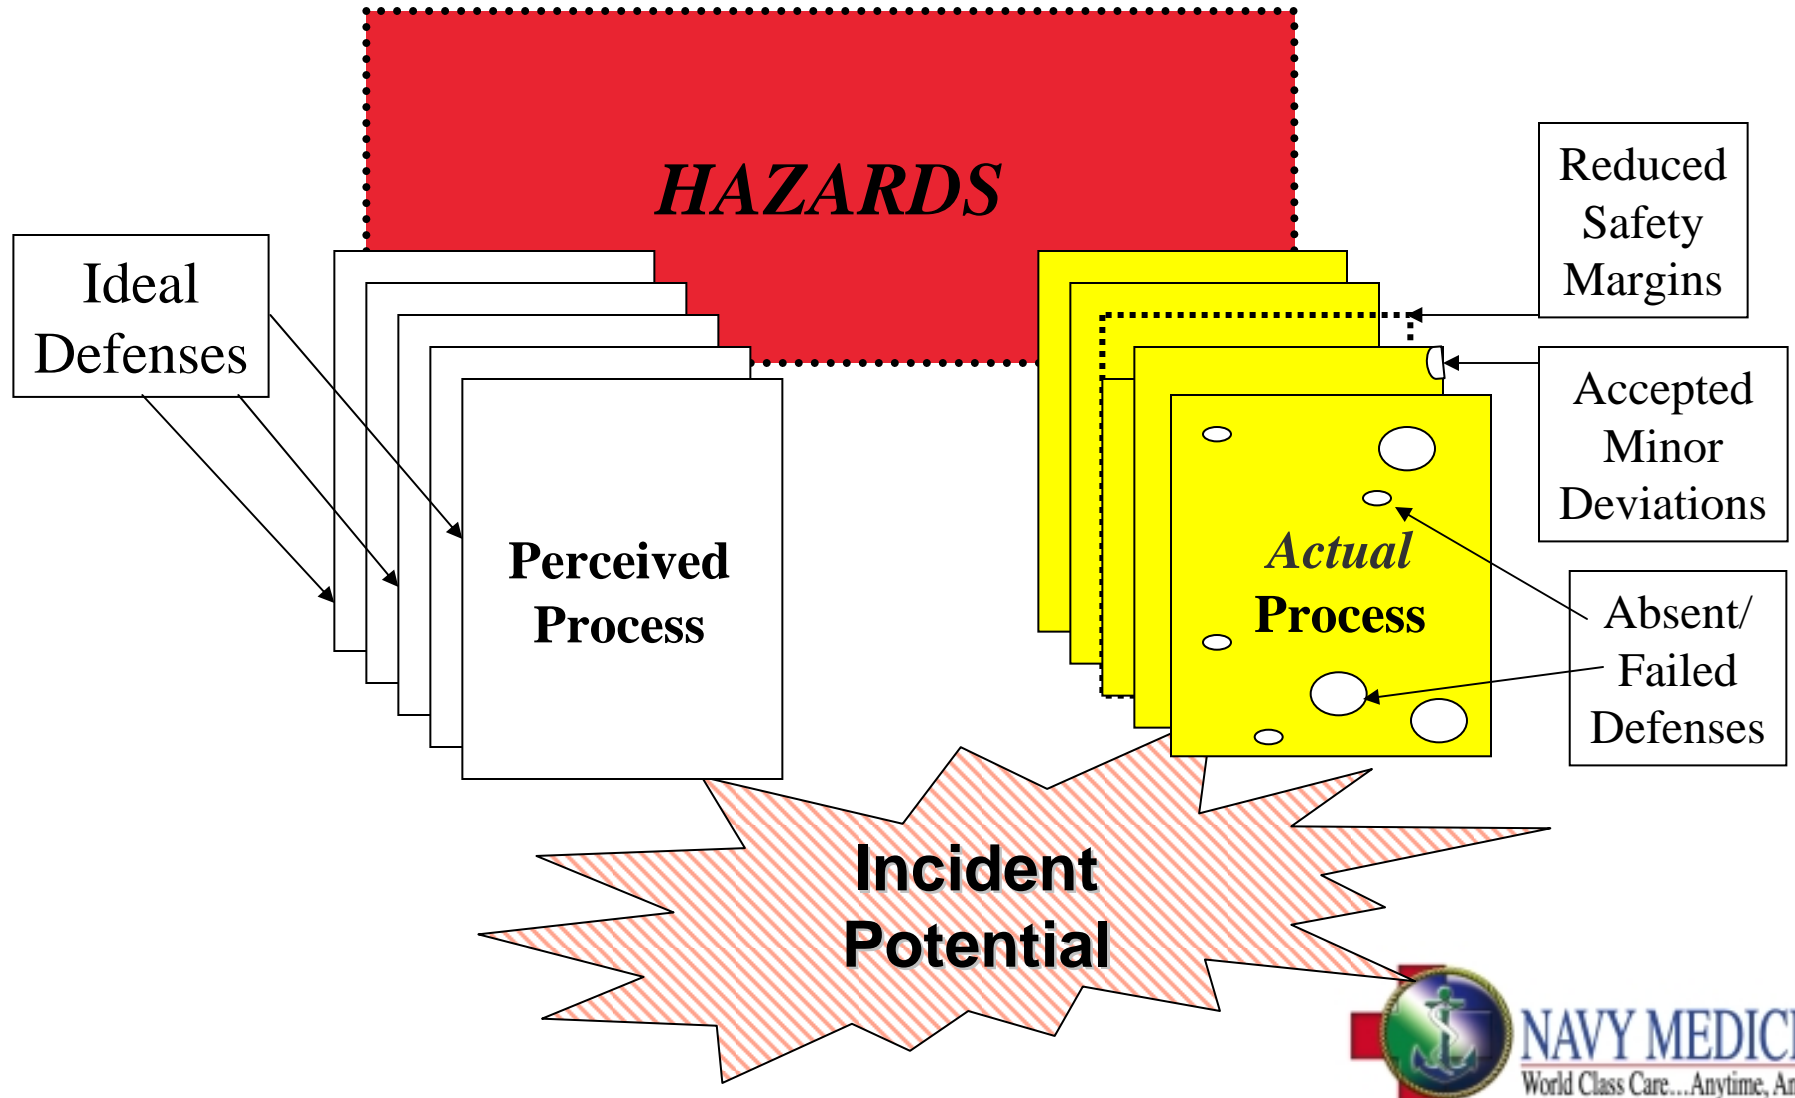 HAZARDS
Ideal
Defenses
Perceived
Process
Actual
Process
Reduced
Safety
Margins
Accepted
Minor
Deviations
Absent/
Failed
Defenses
Incident
Potential
NAVY MEDICI
World Class Care...Anytime, An